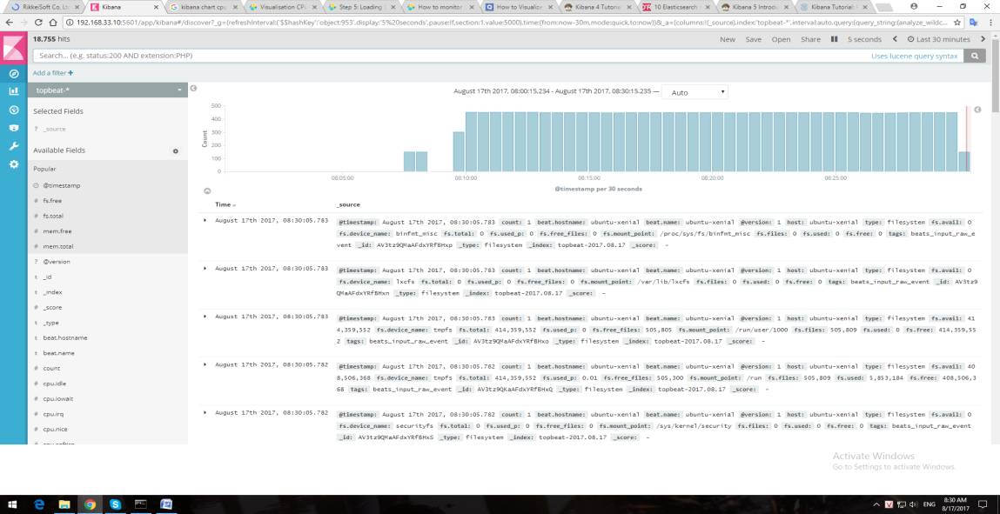 RikkeiSoft Co, Lt
Kibana
kibana chart cpu
Visualisation CPU
Step 5: Loading
How to monitor
How to Visualize
Kibana 4 Tutoria
10 Elasticsearch
Kibana 5 Introdu
Kibana Tutorial:
192.168.33.10:5601/app/kibana#/discover?_g=(refreshInterval:('$$hashKey':'object:953',display:'5%20seconds',pause:!f,section:1,value:5000),time:(from:now-30m,mode:quick,to:now))&_a=(columns:!(_source),index:'topbeat-*',interval:auto,query:(query_string:(analyze_wildc...
18,755 hits
New Save Open Share 5 seconds Last 30 minutes
Search... (e.g. status:200 AND extension:PHP)
Uses lucene query syntax
Add a filter +
topbeat-*
August 17th 2017, 08:00:15.234 - August 17th 2017, 08:30:15.235 — Auto
Selected Fields
? _source
Available Fields
Popular
@timestamp
# fs.free
# fs.total
# mem.free
# mem.total
? @version
t _id
t _index
# _score
t _type
t beat.hostname
t beat.name
# count
# cpu.idle
# cpu.iowait
# cpu.irq
# cpu.nice
# cpu.softirq
Count
500
400
300
200
100
0
08:05:00 08:10:00 08:15:00 08:20:00 08:25:00
@timestamp per 30 seconds
Time _source
August 17th 2017, 08:30:05.783
@timestamp: August 17th 2017, 08:30:05.783 count: 1 beat.hostname: ubuntu-xenial beat.name: ubuntu-xenial @version: 1 host: ubuntu-xenial type: filesystem fs.avail: 0
fs.device_name: binfmt_misc fs.total: 0 fs.used_p: 0 fs.free_files: 0 fs.mount_point: /proc/sys/fs/binfmt_misc fs.files: 0 fs.used: 0 fs.free: 0 tags: beats_input_raw_e
vent _id: AV3tz9QMaAFdxYRfBHxp _type: filesystem _index: topbeat-2017.08.17 _score: -
August 17th 2017, 08:30:05.783
@timestamp: August 17th 2017, 08:30:05.783 count: 1 beat.hostname: ubuntu-xenial beat.name: ubuntu-xenial @version: 1 host: ubuntu-xenial type: filesystem fs.avail: 0
fs.device_name: lxcfs fs.total: 0 fs.used_p: 0 fs.free_files: 0 fs.mount_point: /var/lib/lxcfs fs.files: 0 fs.used: 0 fs.free: 0 tags: beats_input_raw_event _id: AV3tz9
QMaAFdxYRfBHxn _type: filesystem _index: topbeat-2017.08.17 _score: -
August 17th 2017, 08:30:05.783
@timestamp: August 17th 2017, 08:30:05.783 count: 1 beat.hostname: ubuntu-xenial beat.name: ubuntu-xenial @version: 1 host: ubuntu-xenial type: filesystem fs.avail: 41
4,359,552 fs.device_name: tmpfs fs.total: 414,359,552 fs.used_p: 0 fs.free_files: 505,805 fs.mount_point: /run/user/1000 fs.files: 505,809 fs.used: 0 fs.free: 414,359,55
2 tags: beats_input_raw_event _id: AV3tz9QMaAFdxYRfBHxo _type: filesystem _index: topbeat-2017.08.17 _score: -
August 17th 2017, 08:30:05.782
@timestamp: August 17th 2017, 08:30:05.782 count: 1 beat.hostname: ubuntu-xenial beat.name: ubuntu-xenial @version: 1 host: ubuntu-xenial type: filesystem fs.avail: 40
8,506,368 fs.device_name: tmpfs fs.total: 414,359,552 fs.used_p: 0.01 fs.free_files: 505,300 fs.mount_point: /run fs.files: 505,809 fs.used: 5,853,184 fs.free: 408,506,3
68 tags: beats_input_raw_event _id: AV3tz9QKaAFdxYRfBHxQ _type: filesystem _index: topbeat-2017.08.17 _score: -
August 17th 2017, 08:30:05.782
@timestamp: August 17th 2017, 08:30:05.782 count: 1 beat.hostname: ubuntu-xenial beat.name: ubuntu-xenial @version: 1 host: ubuntu-xenial type: filesystem fs.avail: 0
fs.device_name: securityfs fs.total: 0 fs.used_p: 0 fs.free_files: 0 fs.mount_point: /sys/kernel/security fs.files: 0 fs.used: 0 fs.free: 0 tags: beats_input_raw_event
_id: AV3tz9QMaAFdxYRfBHxS _type: filesystem _index: topbeat-2017.08.17 _score: -
Activate Windows
Go to Settings to activate Windows.
ENG
8:30 AM
8/17/2017